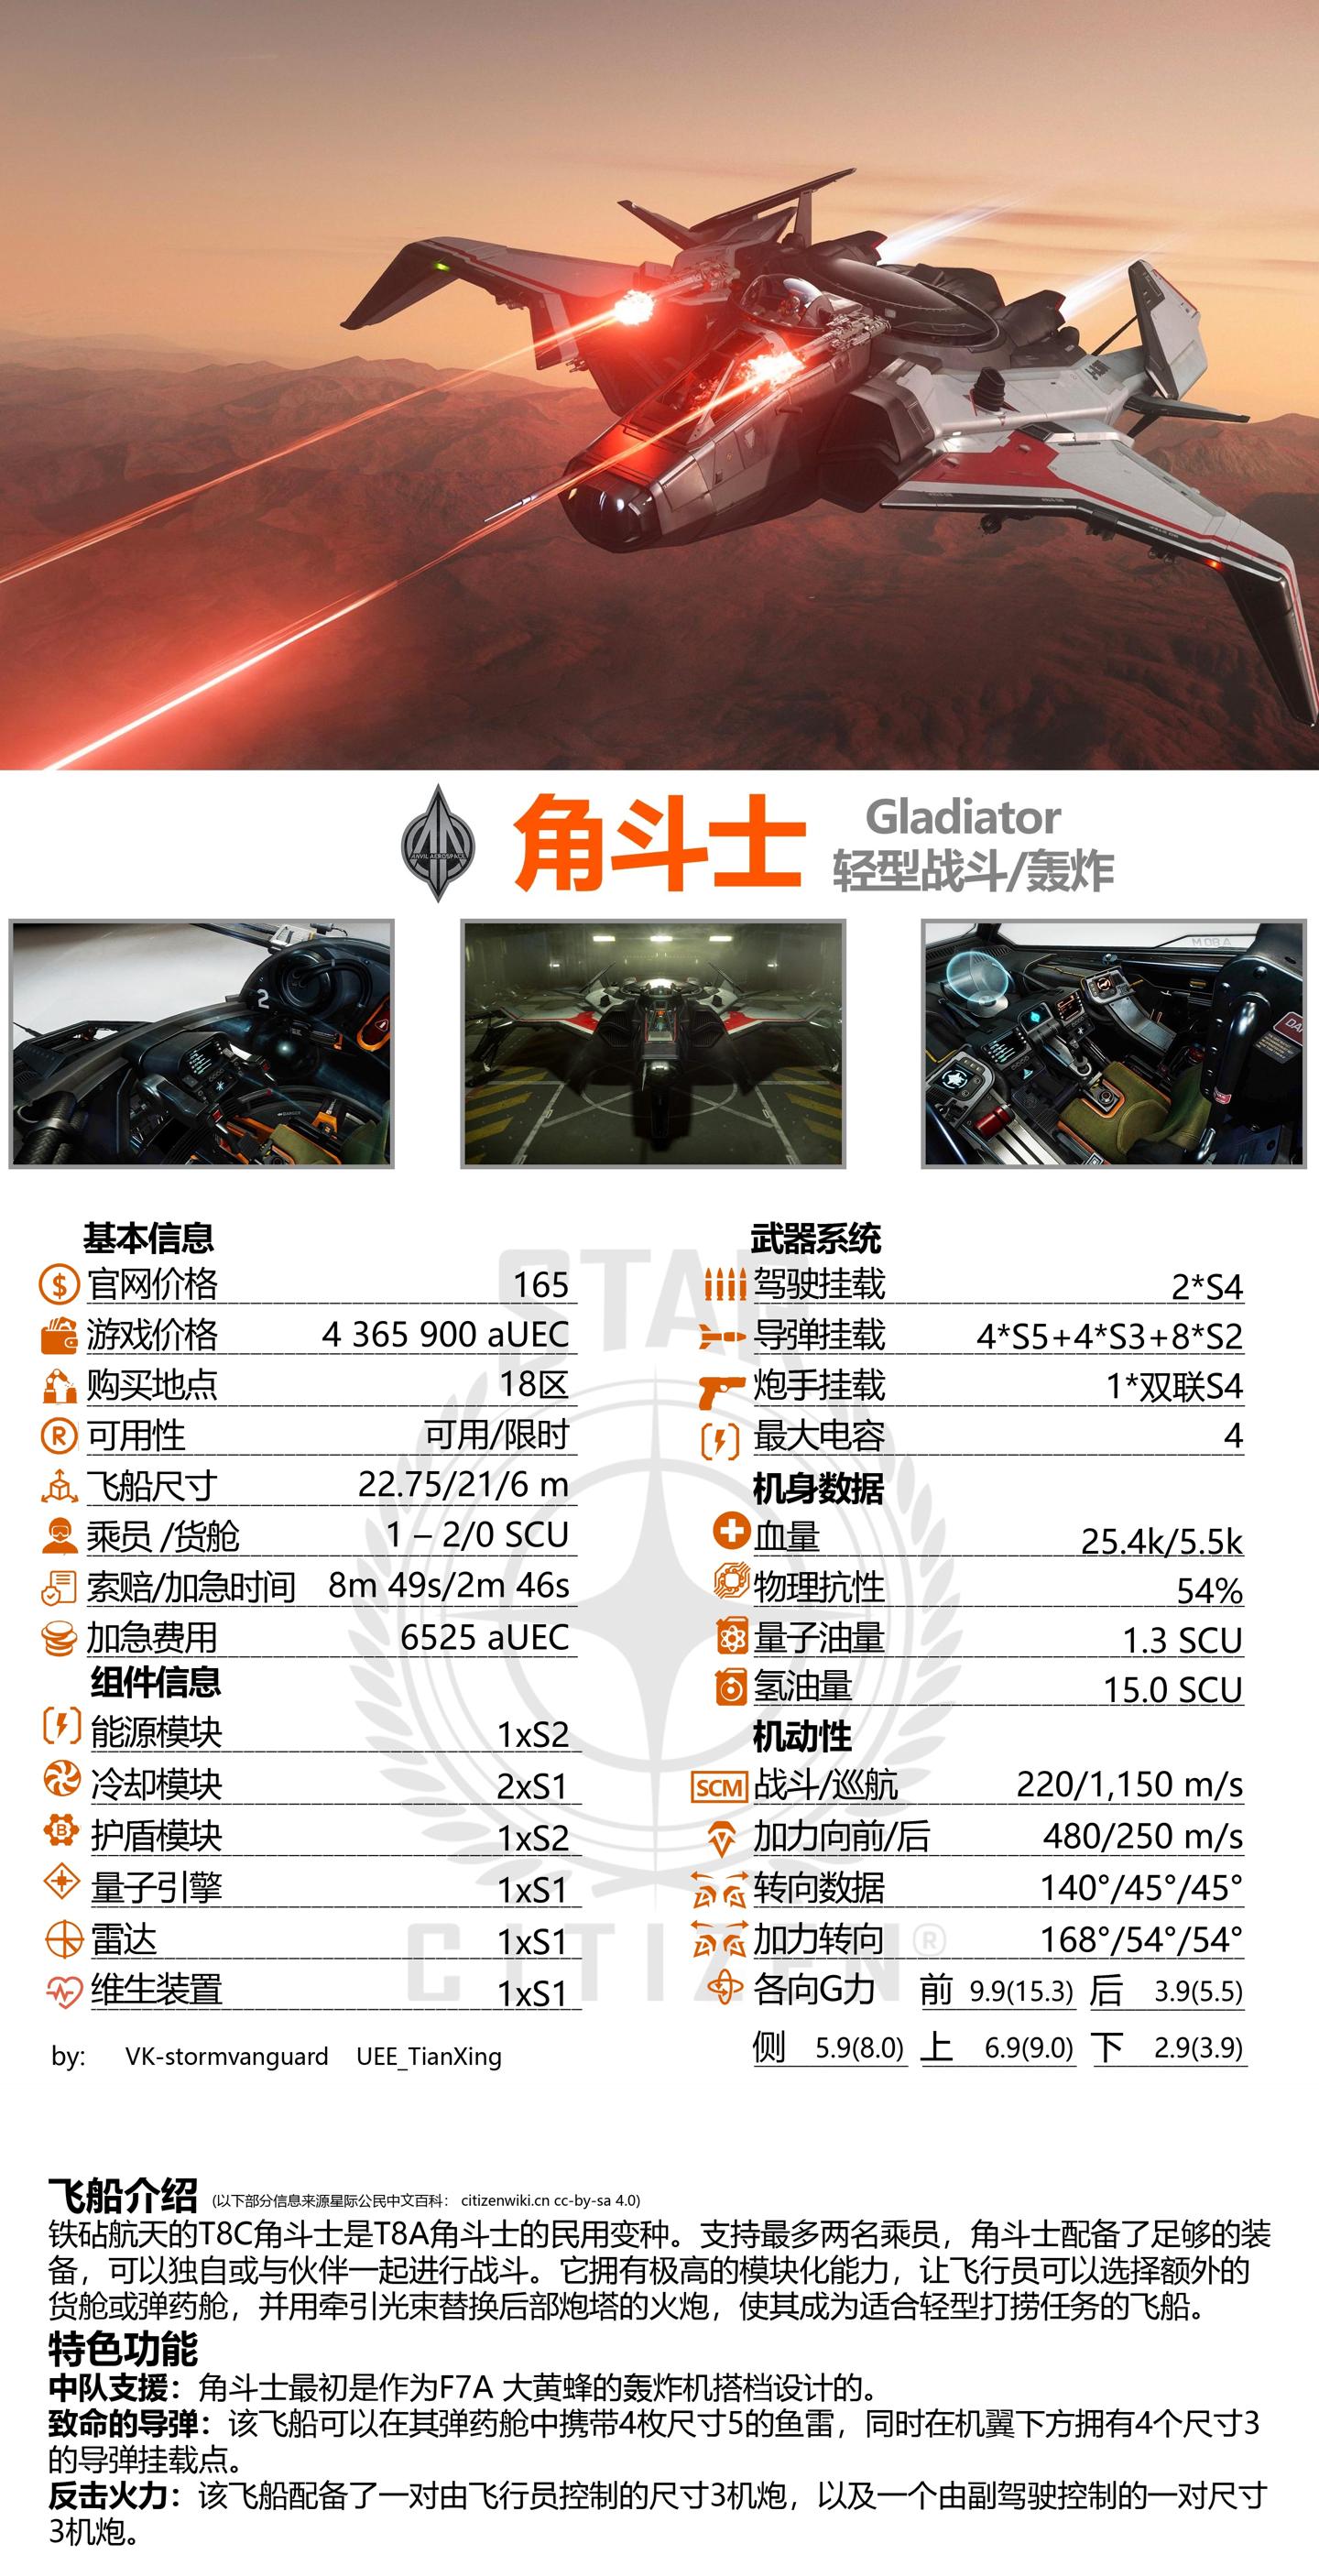 ANVIL AEROSPACE
角斗士
Gladiator
轻型战斗/轰炸
2
基本信息
官网价格 165
游戏价格 4 365 900 aUEC
购买地点 18区
可用性 可用/限时
飞船尺寸 22.75/21/6 m
乘员 /货舱 1 – 2/0 SCU
索赔/加急时间 8m 49s/2m 46s
加急费用 6525 aUEC
组件信息
能源模块 1xS2
冷却模块 2xS1
护盾模块 1xS2
量子引擎 1xS1
雷达 1xS1
维生装置 1xS1
by: VK-stormvanguard UEE_TianXing
武器系统
驾驶挂载 2*S4
导弹挂载 4*S5+4*S3+8*S2
炮手挂载 1*双联S4
最大电容 4
机身数据
血量 25.4k/5.5k
物理抗性 54%
量子油量 1.3 SCU
氢油量 15.0 SCU
机动性
SCM 战斗/巡航 220/1,150 m/s
加力向前/后 480/250 m/s
转向数据 140°/45°/45°
加力转向 168°/54°/54°
各向G力 前 9.9(15.3) 后 3.9(5.5)
侧 5.9(8.0) 上 6.9(9.0) 下 2.9(3.9)
STAR
CITIZEN®
飞船介绍 (以下部分信息来源星际公民中文百科： citizenwiki.cn cc-by-sa 4.0)
铁砧航天的T8C角斗士是T8A角斗士的民用变种。支持最多两名乘员，角斗士配备了足够的装
备，可以独自或与伙伴一起进行战斗。它拥有极高的模块化能力，让飞行员可以选择额外的
货舱或弹药舱，并用牵引光束替换后部炮塔的火炮，使其成为适合轻型打捞任务的飞船。
特色功能
中队支援：角斗士最初是作为F7A 大黄蜂的轰炸机搭档设计的。
致命的导弹：该飞船可以在其弹药舱中携带4枚尺寸5的鱼雷，同时在机翼下方拥有4个尺寸3
的导弹挂载点。
反击火力：该飞船配备了一对由飞行员控制的尺寸3机炮，以及一个由副驾驶控制的一对尺寸
3机炮。